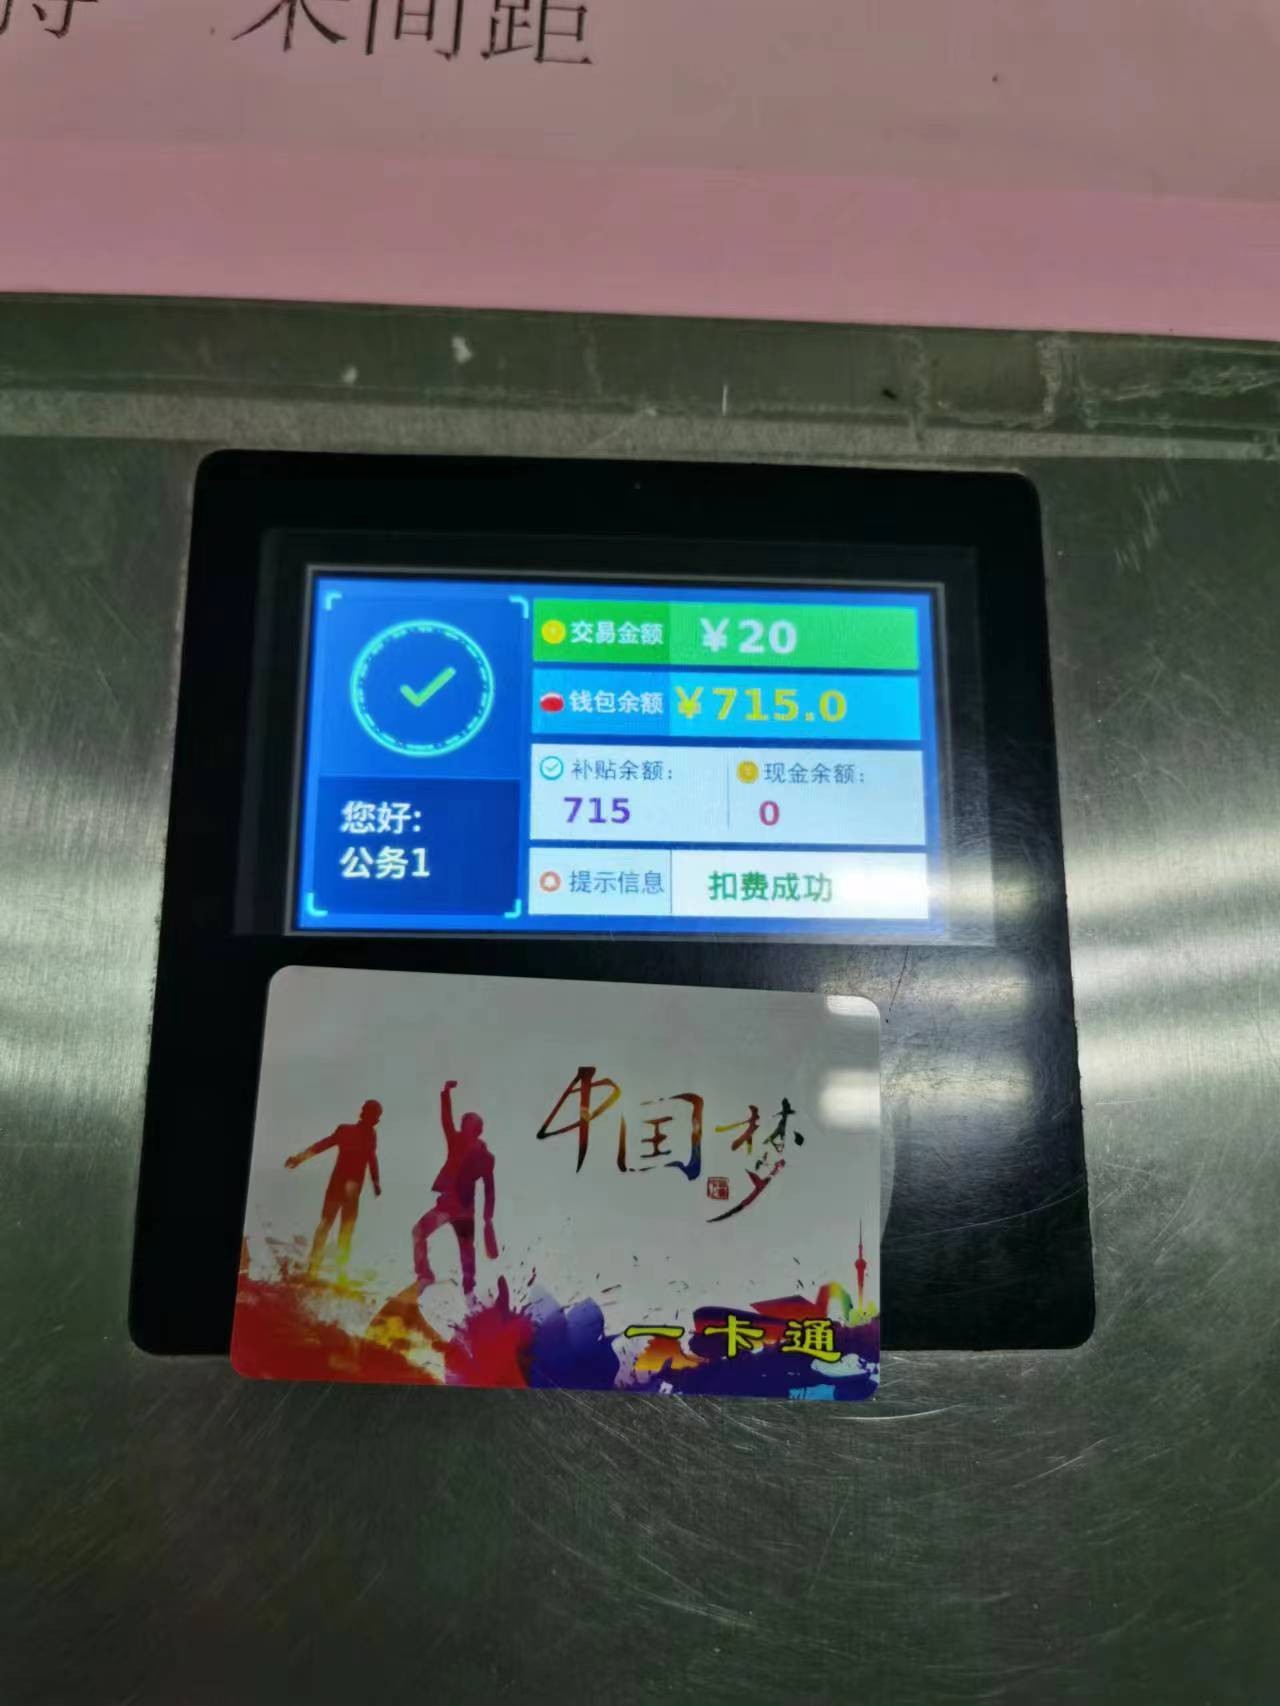 米间距
交易金额 ¥20
钱包余额 ¥715.0
补贴余额: 现金余额:
715 0
您好:
公务1
提示信息 扣费成功
中国梦
一卡通